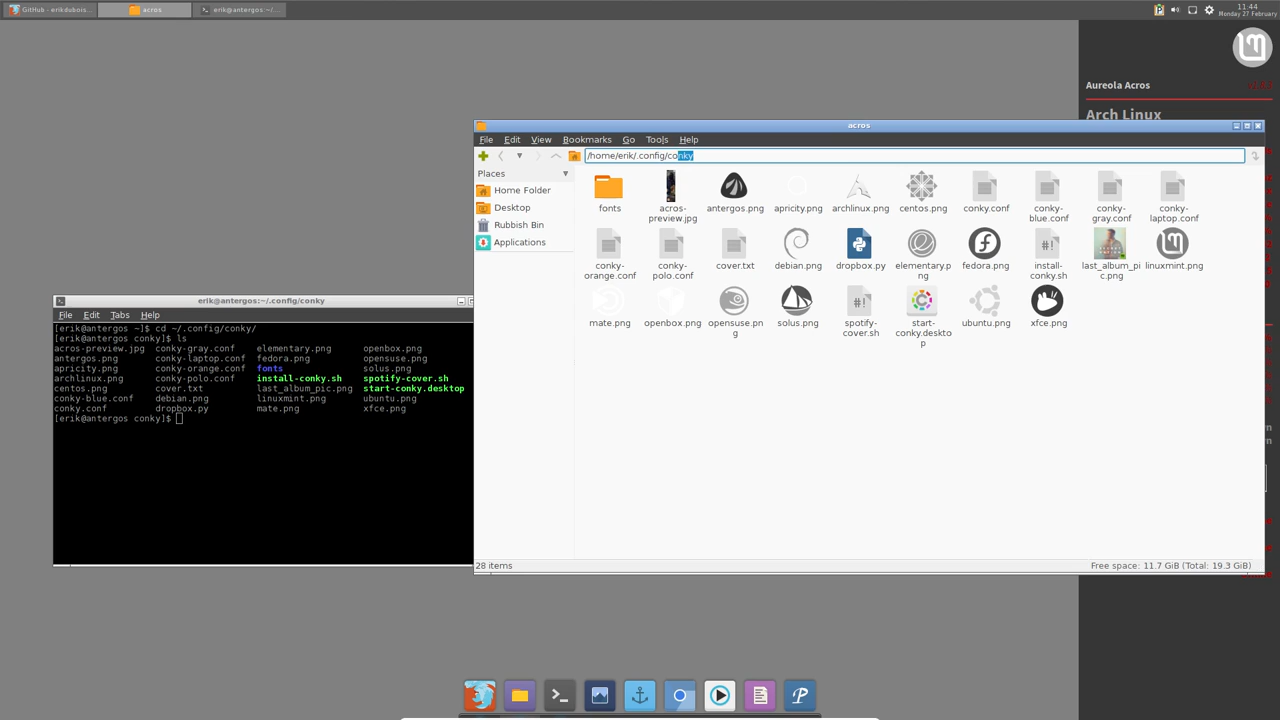 GitHub - erikdubois...
acros
erik@antergos:~/...
11:44
Monday 27 February
Aureola Acros
Arch Linux
acros
File Edit View Bookmarks Go Tools Help
/home/erik/.config/conky
Places
Home Folder
Desktop
Rubbish Bin
Applications
fonts
acros-
preview.jpg
antergos.png
apricity.png
archlinux.png
centos.png
conky.conf
conky-
blue.conf
conky-
gray.conf
conky-
laptop.conf
conky-
orange.conf
conky-
polo.conf
cover.txt
debian.png
dropbox.py
elementary.p
ng
fedora.png
install-
conky.sh
last_album_pi
c.png
linuxmint.png
mate.png
openbox.png
opensuse.pn
g
solus.png
spotify-
cover.sh
start-
conky.deskto
p
ubuntu.png
xfce.png
28 items
Free space: 11.7 GiB (Total: 19.3 GiB)
erik@antergos:~/.config/conky
File Edit Tabs Help
[erik@antergos ~]$ cd ~/.config/conky/
[erik@antergos conky]$ ls
acros-preview.jpg conky-gray.conf elementary.png openbox.png
antergos.png conky-laptop.conf fedora.png opensuse.png
apricity.png conky-orange.conf fonts solus.png
archlinux.png conky-polo.conf install-conky.sh spotify-cover.sh
centos.png cover.txt last_album_pic.png start-conky.desktop
conky-blue.conf debian.png linuxmint.png ubuntu.png
conky.conf dropbox.py mate.png xfce.png
[erik@antergos conky]$